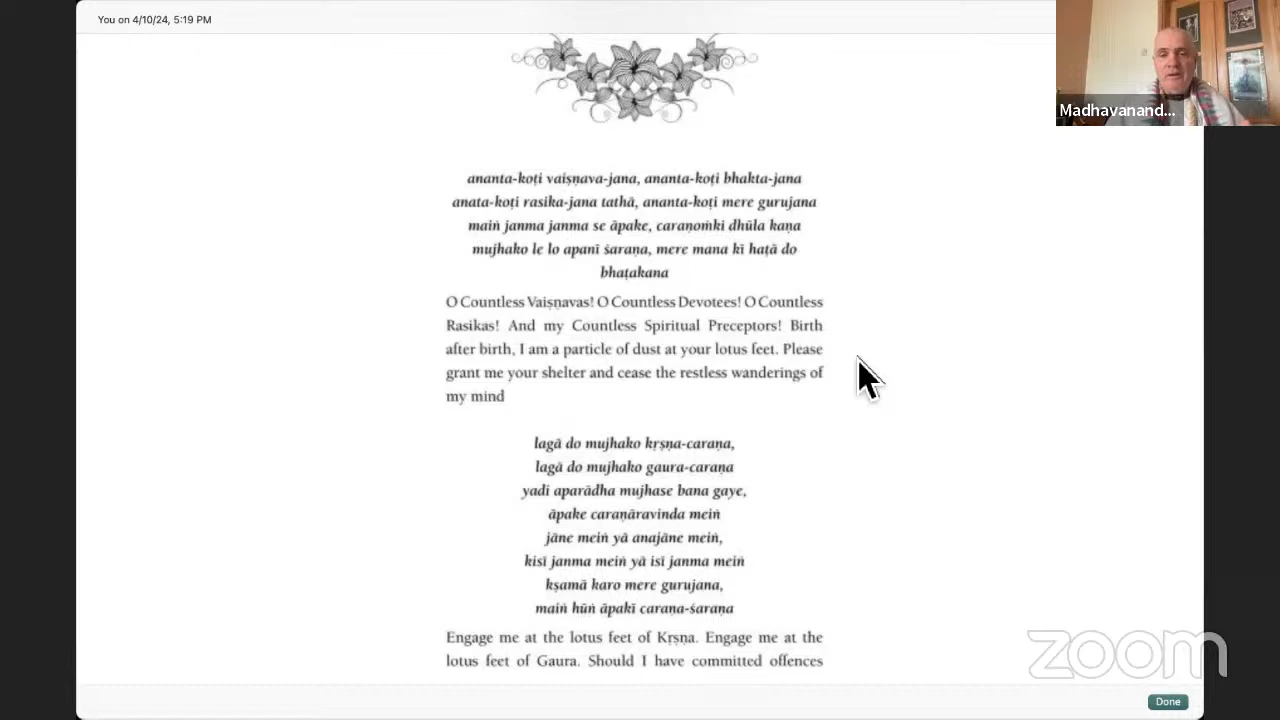 You on 4/10/24, 5:19 PM
Madhavanand...
ananta-koṭi vaiṣṇava-jana, ananta-koṭi bhakta-jana
anata-koṭi rasika-jana tathā, ananta-koṭi mere gurujana
maiṅ janma janma se āpake, caraṇoṁki dhūla kaṇa
mujhako le lo apanī śaraṇa, mere mana kī haṭā do
bhaṭakana
O Countless Vaiṣṇavas! O Countless Devotees! O Countless
Rasikas! And my Countless Spiritual Preceptors! Birth
after birth, I am a particle of dust at your lotus feet. Please
grant me your shelter and cease the restless wanderings of
my mind
lagā do mujhako kṛṣṇa-caraṇa,
lagā do mujhako gaura-caraṇa
yadi aparādha mujhase bana gaye,
āpake caraṇāravinda meiṅ
jāne meiṅ yā anajāne meiṅ,
kisī janma meiṅ yā isī janma meiṅ
kṣamā karo mere gurujana,
maiṅ hūṅ āpakī caraṇa-śaraṇa
Engage me at the lotus feet of Kṛṣṇa. Engage me at the
lotus feet of Gaura. Should I have committed offences
zoom
Done